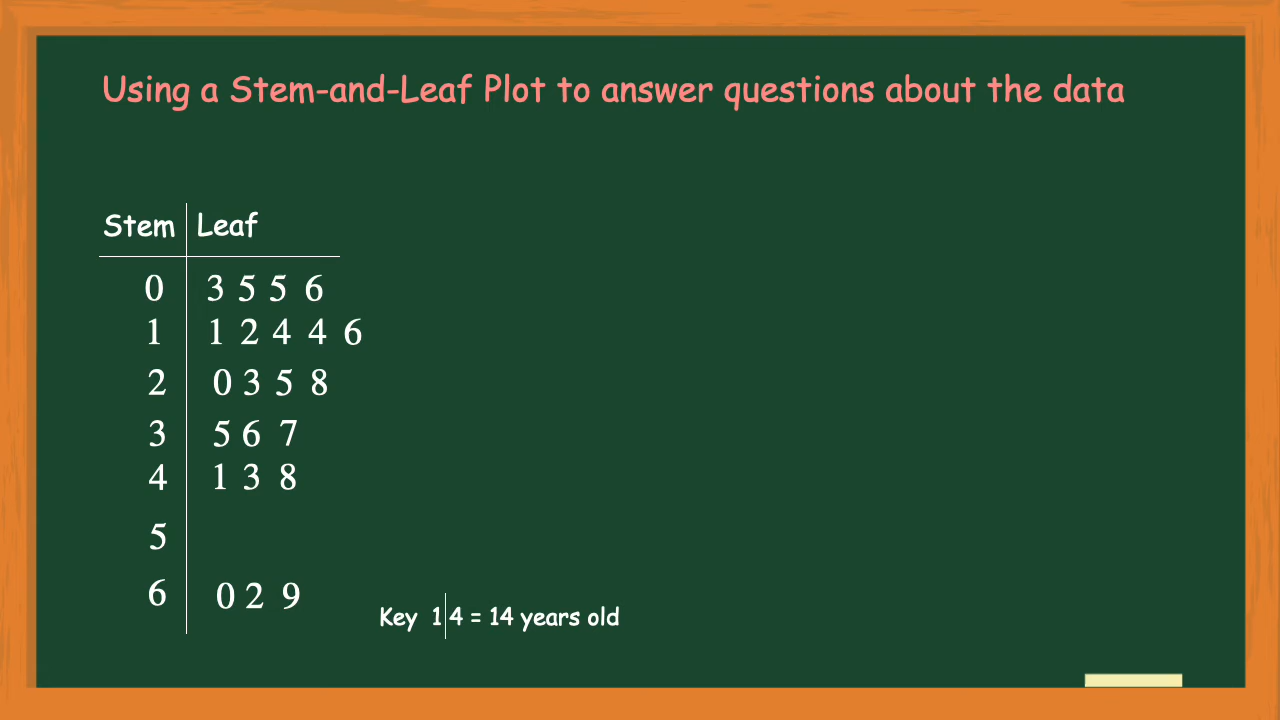 Using a Stem-and-Leaf Plot to answer questions about the data
Stem Leaf
0 3 5 5 6
1 1 2 4 4 6
2 0 3 5 8
3 5 6 7
4 1 3 8
5
6 0 2 9
Key 1|4 = 14 years old